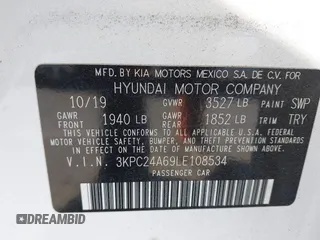 MFD. BY KIA MOTORS MEXICO S.A. DE C.V. FOR
HYUNDAI MOTOR COMPANY
10/19 GVWR 3527 LB PAINT SWP
GAWR FRONT 1940 LB GAWR REAR 1852 LB TRIM TRY
THIS VEHICLE CONFORMS TO ALL APPLICABLE
FEDERAL MOTOR VEHICLE SAFETY,
BUMPER, AND THEFT PREVENTION
STANDARDS IN EFFECT ON THE DATE OF
MANUFACTURE SHOWN ABOVE.
V.I.N. 3KPC24A69LE108534
PASSENGER CAR
DREAMBID
DREAMBID.COM